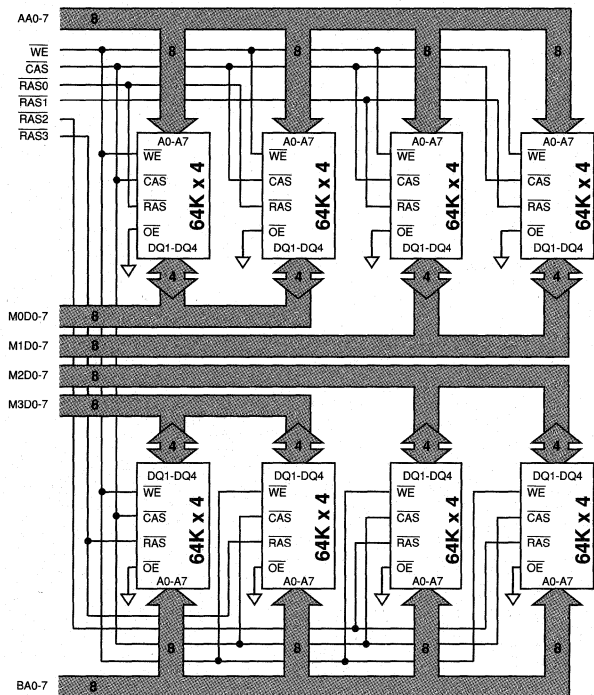 AA0-7 8
8 8 8 8
WE
CAS
RAS0
RAS1
RAS2
RAS3
A0-A7 A0-A7 A0-A7 A0-A7
WE WE WE WE
CAS CAS CAS CAS
RAS RAS RAS RAS
OE OE OE OE
64K x 4 64K x 4 64K x 4 64K x 4
DQ1-DQ4 DQ1-DQ4 DQ1-DQ4 DQ1-DQ4
4 4 4 4
M0D0-7 8
M1D0-7 8
M2D0-7 8
M3D0-7 8
4 4 4 4
DQ1-DQ4 DQ1-DQ4 DQ1-DQ4 DQ1-DQ4
WE WE WE WE
CAS CAS CAS CAS
RAS RAS RAS RAS
OE OE OE OE
64K x 4 64K x 4 64K x 4 64K x 4
A0-A7 A0-A7 A0-A7 A0-A7
8 8 8 8
BA0-7 8